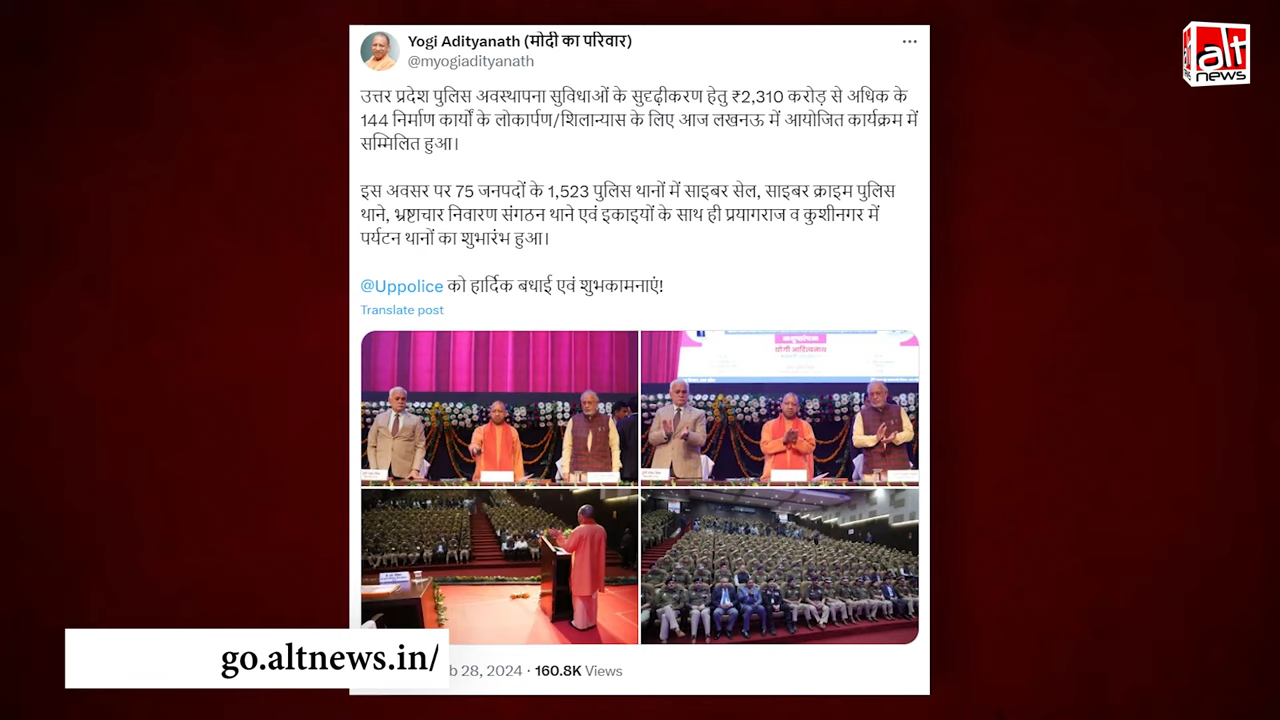 Yogi Adityanath (मोदी का परिवार)
@myogiadityanath
alt
news
उत्तर प्रदेश पुलिस अवस्थापना सुविधाओं के सुदृढ़ीकरण हेतु ₹2,310 करोड़ से अधिक के
144 निर्माण कार्यों के लोकार्पण/शिलान्यास के लिए आज लखनऊ में आयोजित कार्यक्रम में
सम्मिलित हुआ।
इस अवसर पर 75 जनपदों के 1,523 पुलिस थानों में साइबर सेल, साइबर क्राइम पुलिस
थाने, भ्रष्टाचार निवारण संगठन थाने एवं इकाइयों के साथ ही प्रयागराज व कुशीनगर में
पर्यटन थानों का शुभारंभ हुआ।
@Uppolice को हार्दिक बधाई एवं शुभकामनाएं!
Translate post
योगी आदित्यनाथ
go.altnews.in/
b 28, 2024 · 160.8K Views